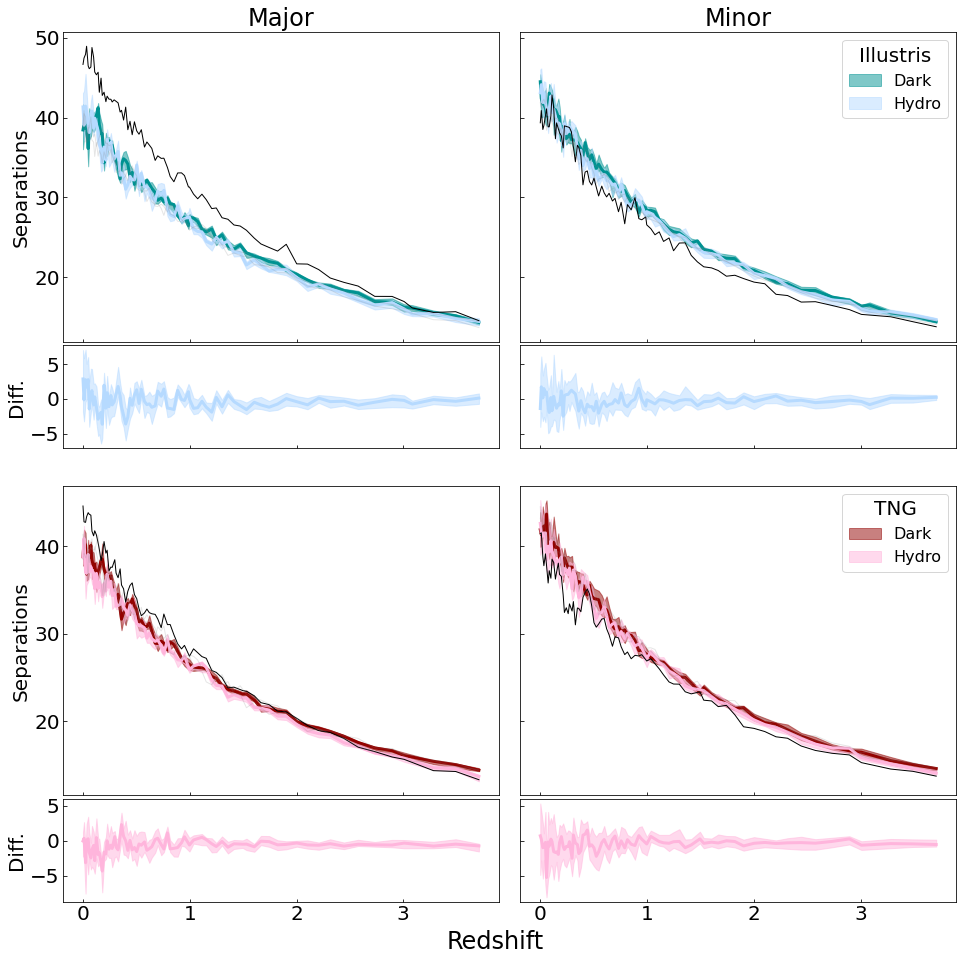 Major
Minor
50
40
30
20
Separations
Illustris
Dark
Hydro
5
0
−5
Diff.
40
30
20
Separations
TNG
Dark
Hydro
5
0
−5
Diff.
0 1 2 3
0 1 2 3
Redshift